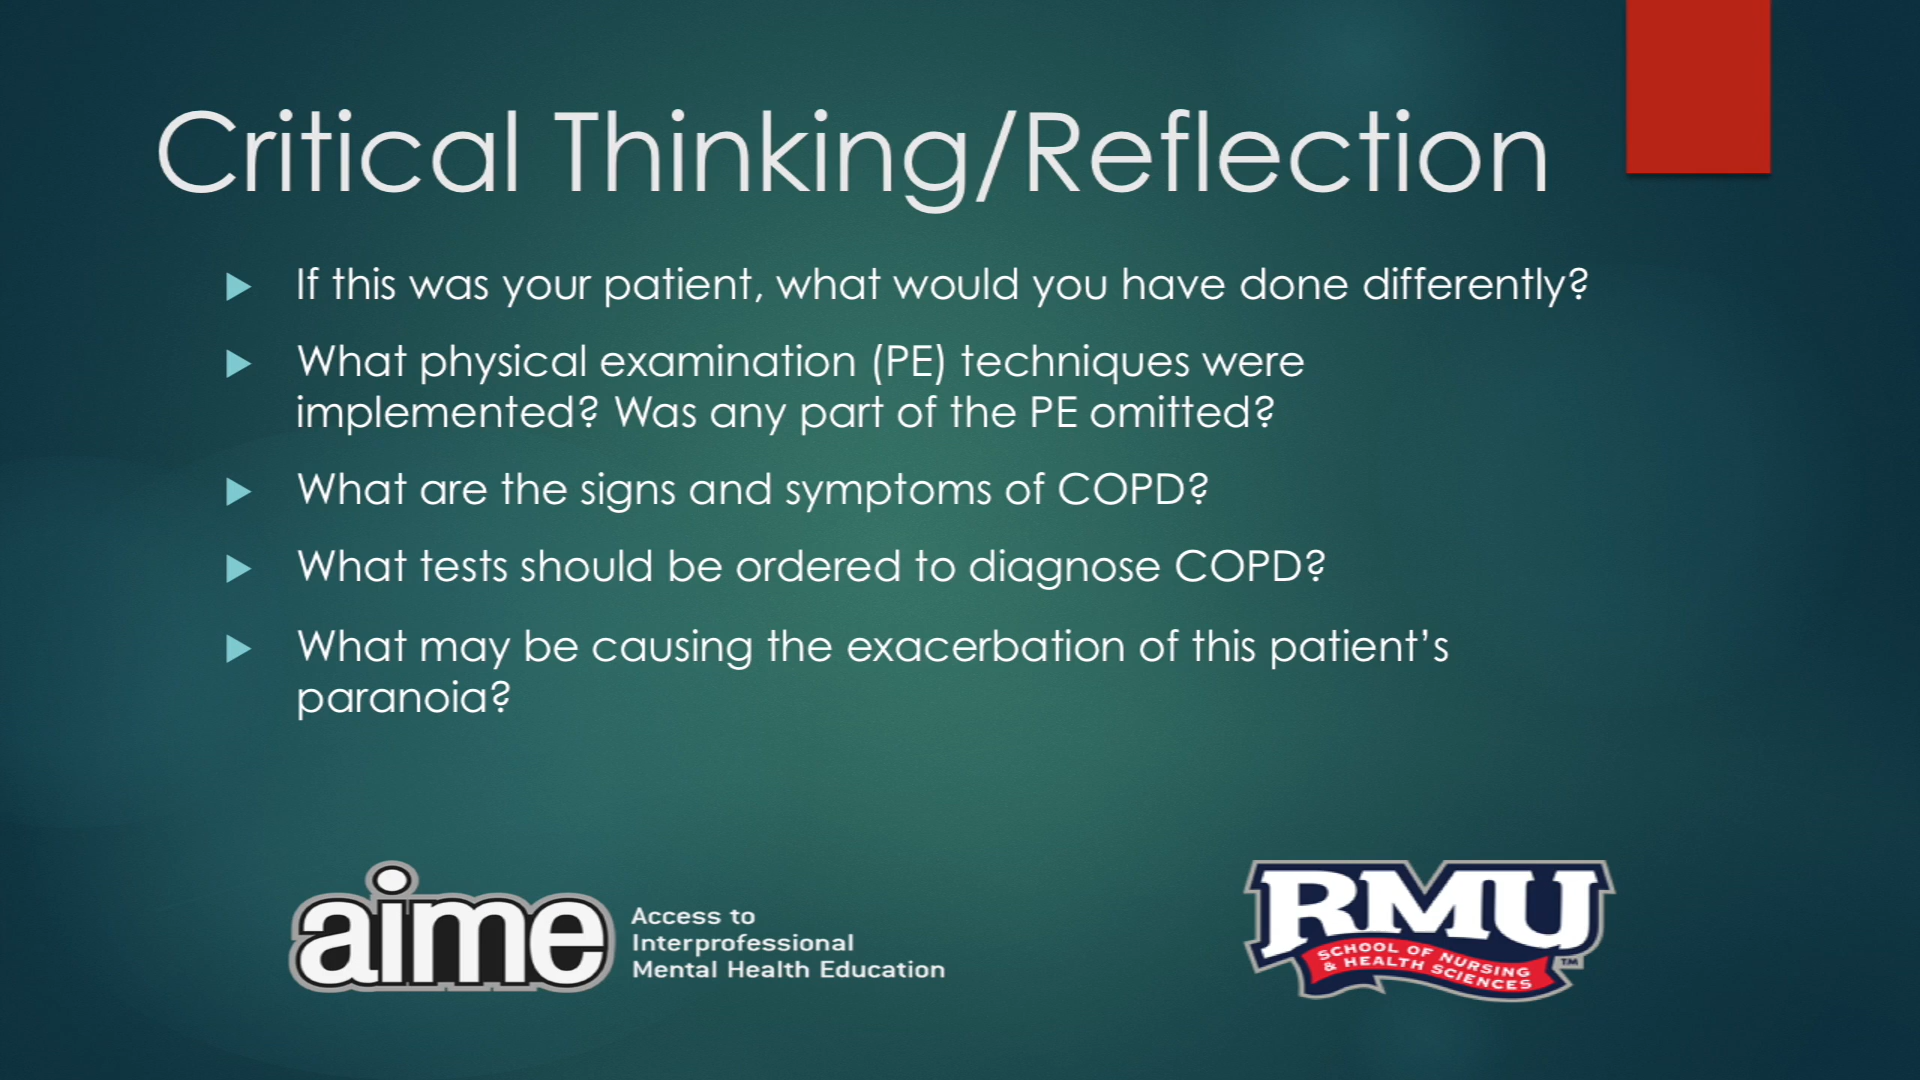 Critical Thinking/Reflection
If this was your patient, what would you have done differently?
What physical examination (PE) techniques were
implemented? Was any part of the PE omitted?
What are the signs and symptoms of COPD?
What tests should be ordered to diagnose COPD?
What may be causing the exacerbation of this patient’s
paranoia?
aime
Access to
Interprofessional
Mental Health Education
RMU
SCHOOL OF NURSING
& HEALTH SCIENCES
TM